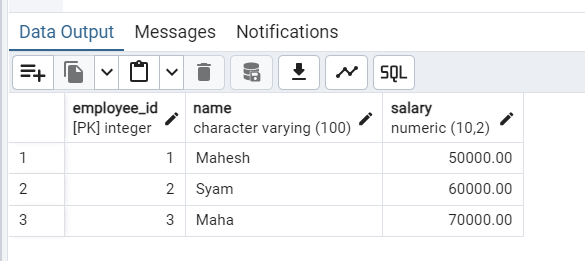 Data Output Messages Notifications
SQL
employee_id name salary
[PK] integer character varying (100) numeric (10,2)
1 1 Mahesh 50000.00
2 2 Syam 60000.00
3 3 Maha 70000.00